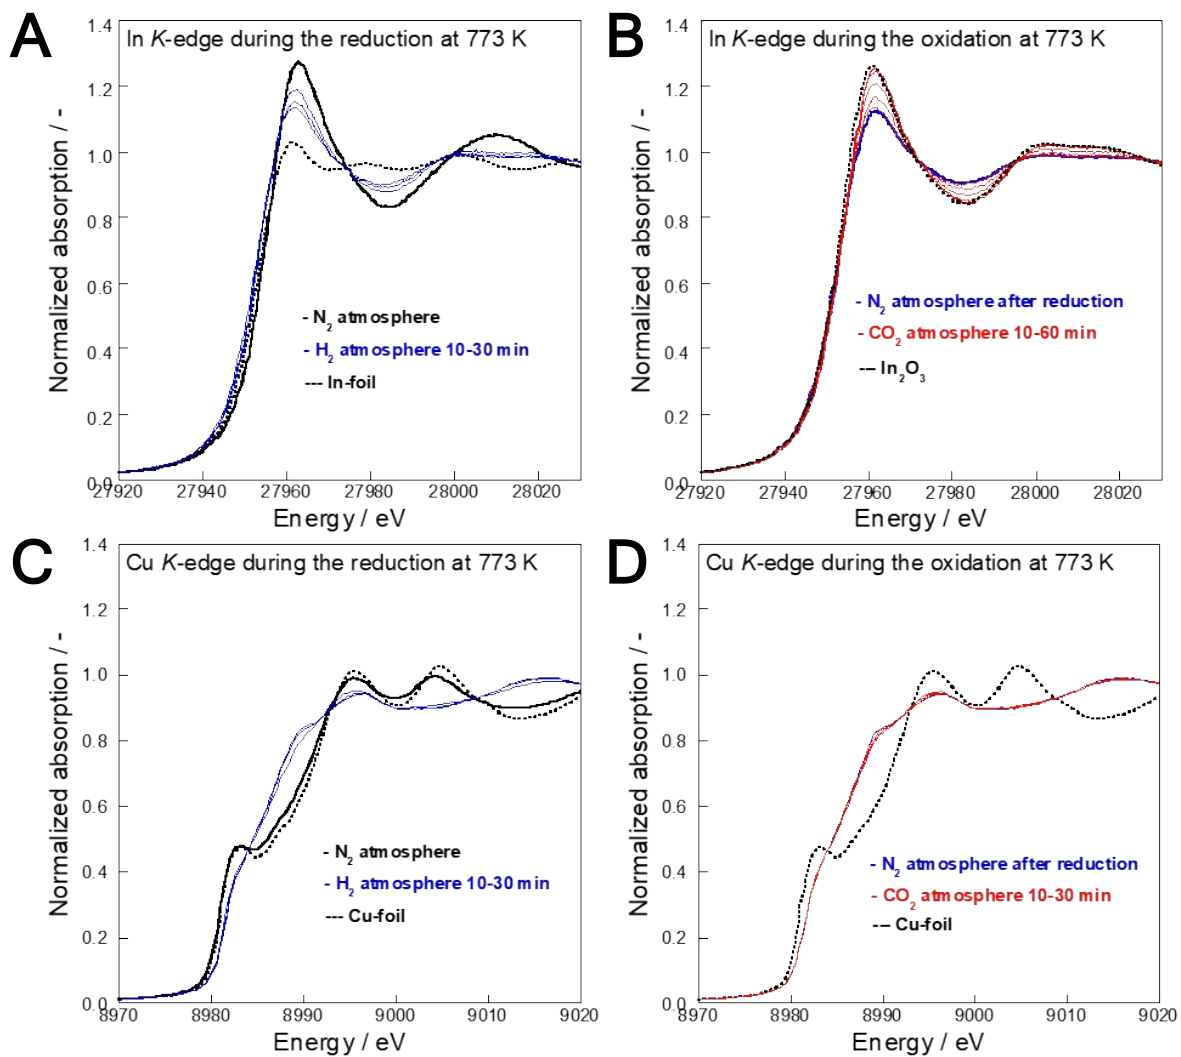 A
In K-edge during the reduction at 773 K
Normalized absorption / -
1.4
1.2
1.0
0.8
0.6
0.4
0.2
0.0
- N2 atmosphere
- H2 atmosphere 10-30 min
--- In-foil
27920 27940 27960 27980 28000 28020
Energy / eV
B
In K-edge during the oxidation at 773 K
Normalized absorption / -
1.4
1.2
1.0
0.8
0.6
0.4
0.2
0.0
- N2 atmosphere after reduction
- CO2 atmosphere 10-60 min
--- In2O3
27920 27940 27960 27980 28000 28020
Energy / eV
C
Cu K-edge during the reduction at 773 K
Normalized absorption / -
1.4
1.2
1.0
0.8
0.6
0.4
0.2
0.0
- N2 atmosphere
- H2 atmosphere 10-30 min
--- Cu-foil
8970 8980 8990 9000 9010 9020
Energy / eV
D
Cu K-edge during the oxidation at 773 K
Normalized absorption / -
1.4
1.2
1.0
0.8
0.6
0.4
0.2
0.0
- N2 atmosphere after reduction
- CO2 atmosphere 10-30 min
--- Cu-foil
8970 8980 8990 9000 9010 9020
Energy / eV